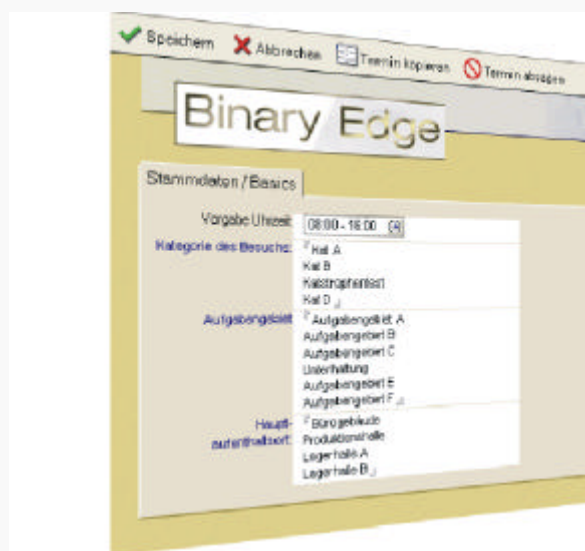 Speichern Abbrechen Termin kopieren Termin absagen
Binary Edge
Stammdaten / Basics
Vorgabe Uhrzeit: 08:00 - 16:00
Kategorie des Besuchs: Kat A
Kat B
Katastrophentest
Kat D
Aufgabengebiet Aufgabengebiet A
Aufgabengebiet B
Aufgabengebiet C
Unterhaltung
Aufgabengebiet E
Aufgabengebiet F
Haupt- Bürogebäude
aufenthaltsort: Produktionshalle
Lagerhalle A
Lagerhalle B